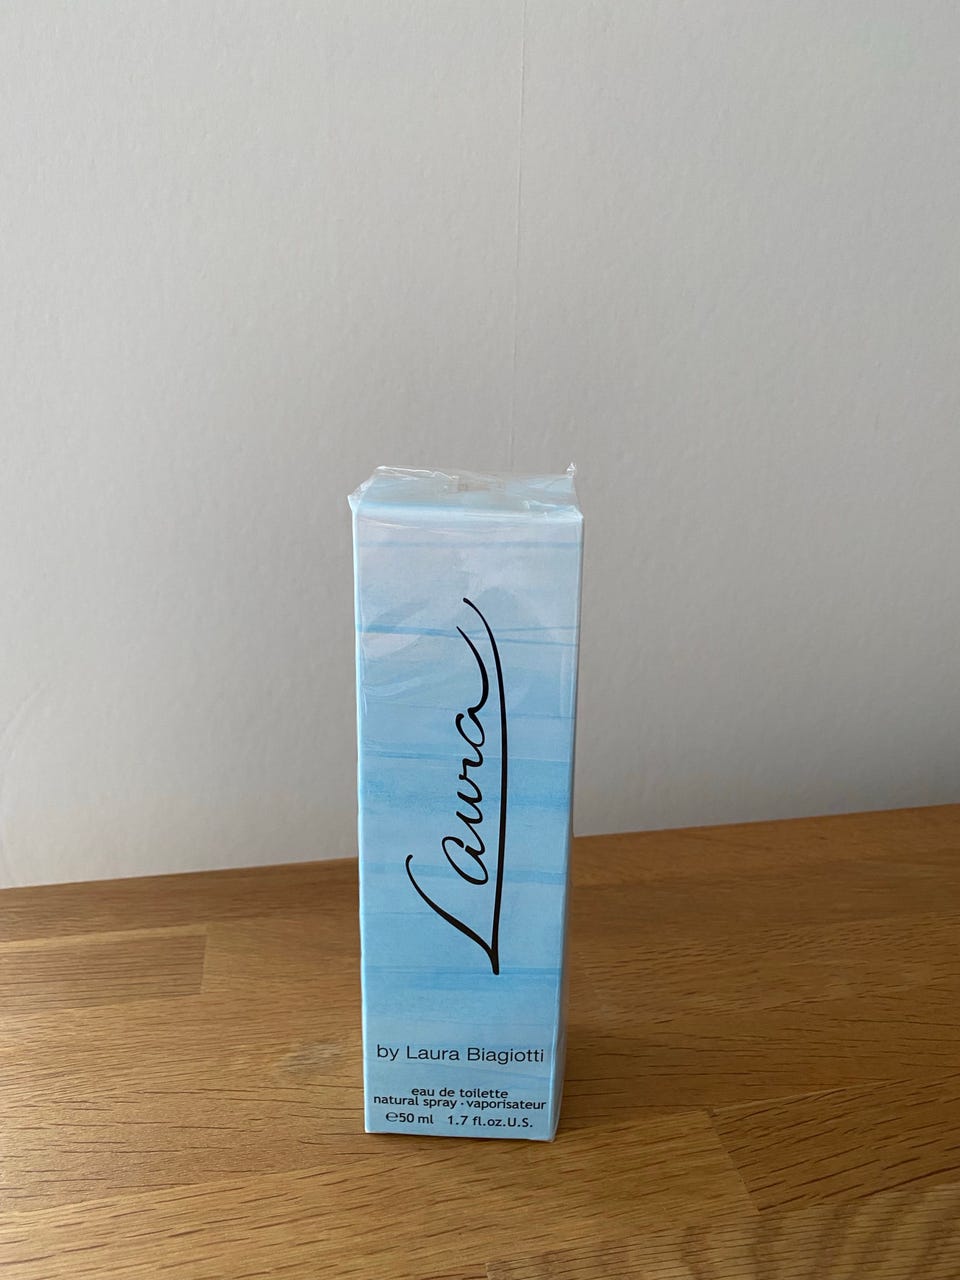 Laura
by Laura Biagiotti
eau de toilette
natural spray · vaporisateur
℮50 ml 1.7 fl.oz.U.S.